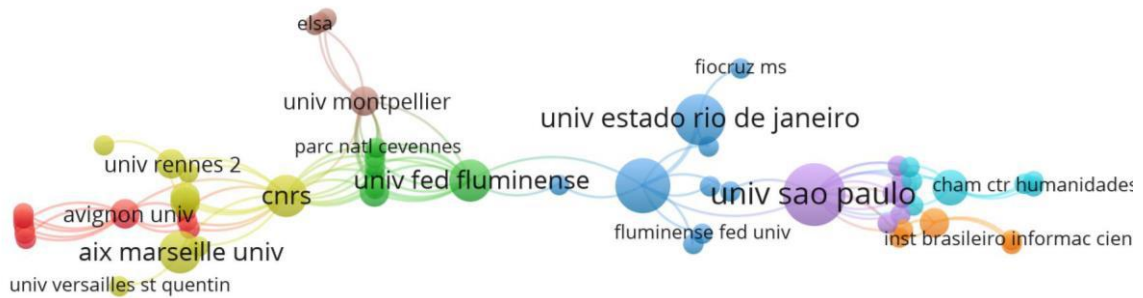 elsa
fiocruz ms
univ montpellier
univ estado rio de janeiro
parc natl cevennes
univ rennes 2
univ fed fluminense
cnrs
univ sao paulo
cham ctr humanidades
avignon univ
fluminense fed univ
inst brasileiro informac cien
aix marseille univ
univ versailles st quentin